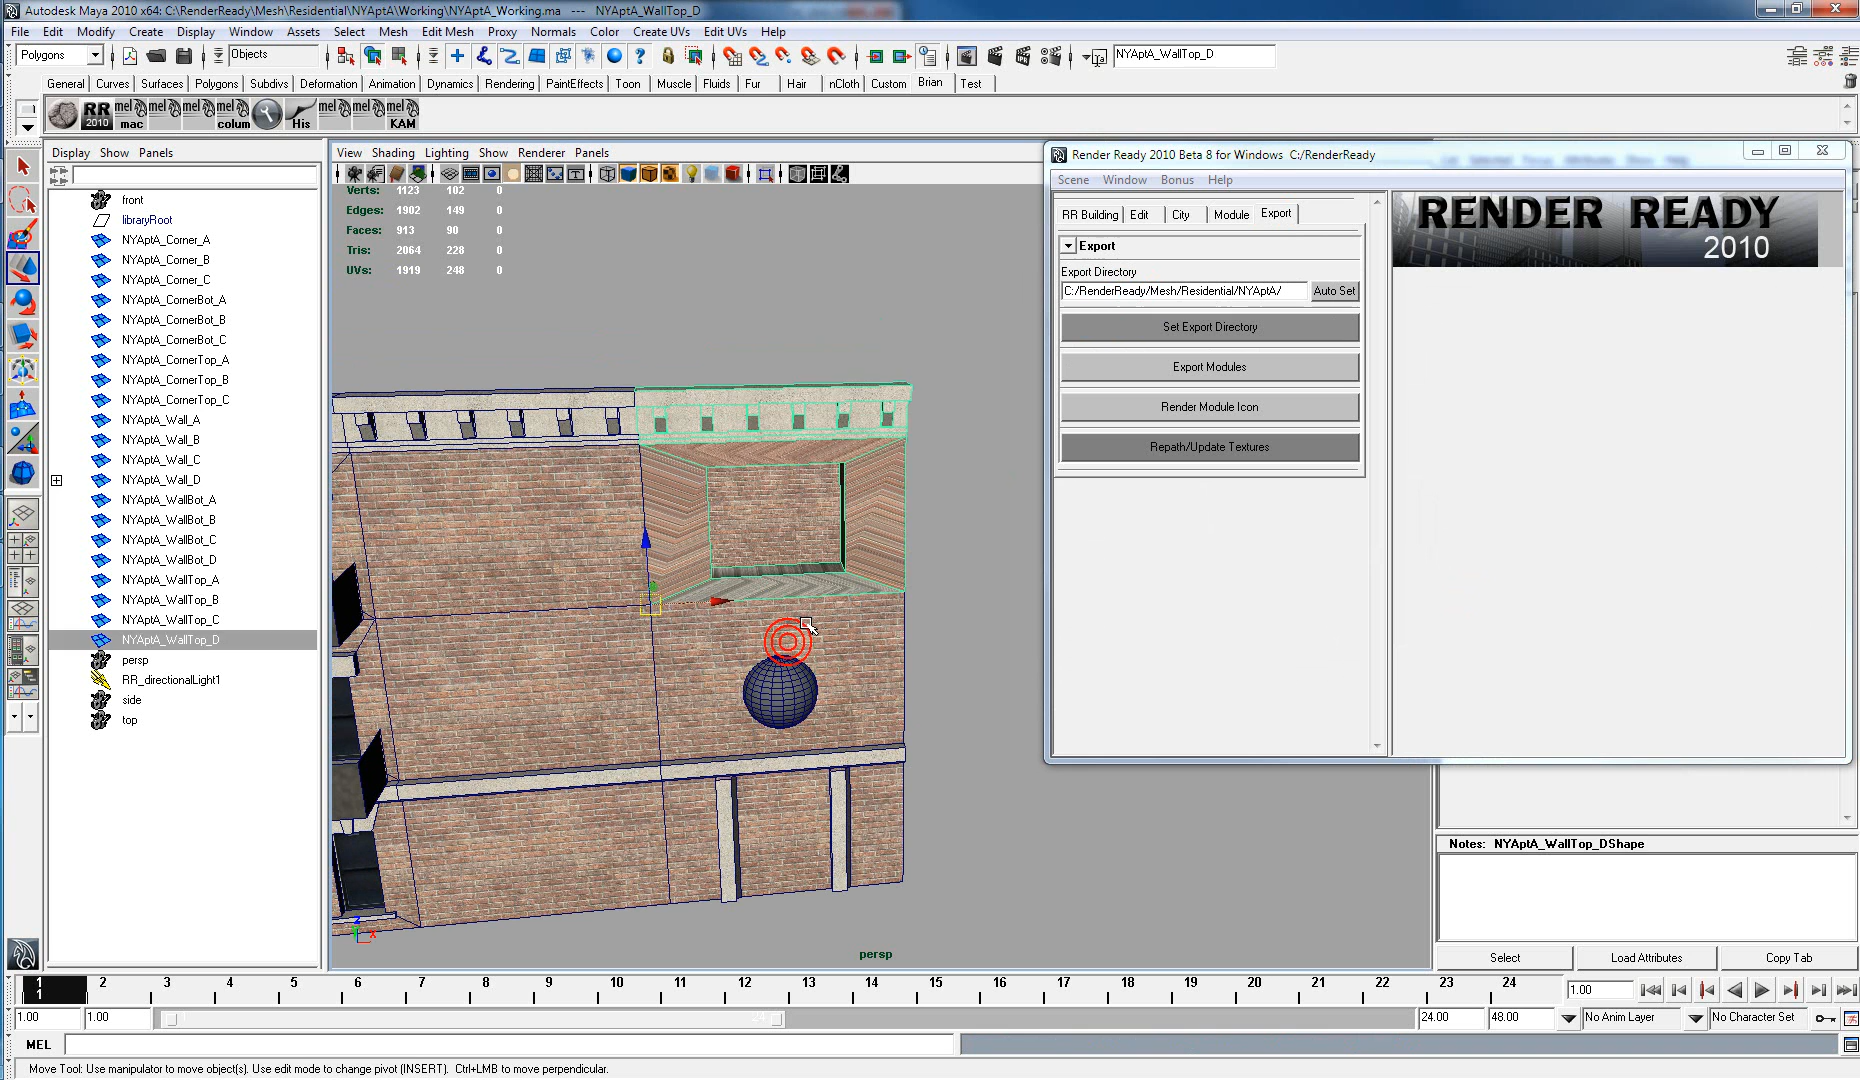 Autodesk Maya 2010 x64: C:\RenderReady\Mesh\Residential\NYAptA\Working\NYAptA_Working.ma --- NYAptA_WallTop_D
File Edit Modify Create Display Window Assets Select Mesh Edit Mesh Proxy Normals Color Create UVs Edit UVs Help
Polygons Objects NYAptA_WallTop_D
General Curves Surfaces Polygons Subdivs Deformation Animation Dynamics Rendering PaintEffects Toon Muscle Fluids Fur Hair nCloth Custom Brian Test
RR 2010 mel mac mel mel mel colum His mel mel mel KAM
Display Show Panels
View Shading Lighting Show Renderer Panels
front
libraryRoot
NYAptA_Corner_A
NYAptA_Corner_B
NYAptA_Corner_C
NYAptA_CornerBot_A
NYAptA_CornerBot_B
NYAptA_CornerBot_C
NYAptA_CornerTop_A
NYAptA_CornerTop_B
NYAptA_CornerTop_C
NYAptA_Wall_A
NYAptA_Wall_B
NYAptA_Wall_C
NYAptA_Wall_D
NYAptA_WallBot_A
NYAptA_WallBot_B
NYAptA_WallBot_C
NYAptA_WallBot_D
NYAptA_WallTop_A
NYAptA_WallTop_B
NYAptA_WallTop_C
NYAptA_WallTop_D
persp
RR_directionalLight1
side
top
Verts: 1123 102 0
Edges: 1902 149 0
Faces: 913 90 0
Tris: 2064 228 0
UVs: 1919 248 0
z
x
persp
Render Ready 2010 Beta 8 for Windows C:/RenderReady
Scene Window Bonus Help
RR Building Edit City Module Export
Export
Export Directory
C:/RenderReady/Mesh/Residential/NYAptA/ Auto Set
Set Export Directory
Export Modules
Render Module Icon
Repath/Update Textures
RENDER READY
2010
Notes: NYAptA_WallTop_DShape
Select Load Attributes Copy Tab
1 2 3 4 5 6 7 8 9 10 11 12 13 14 15 16 17 18 19 20 21 22 23 24
1 1.00
1.00 1.00 1 24 24.00 48.00 No Anim Layer No Character Set
MEL
Move Tool: Use manipulator to move object(s). Use edit mode to change pivot (INSERT). Ctrl+LMB to move perpendicular.